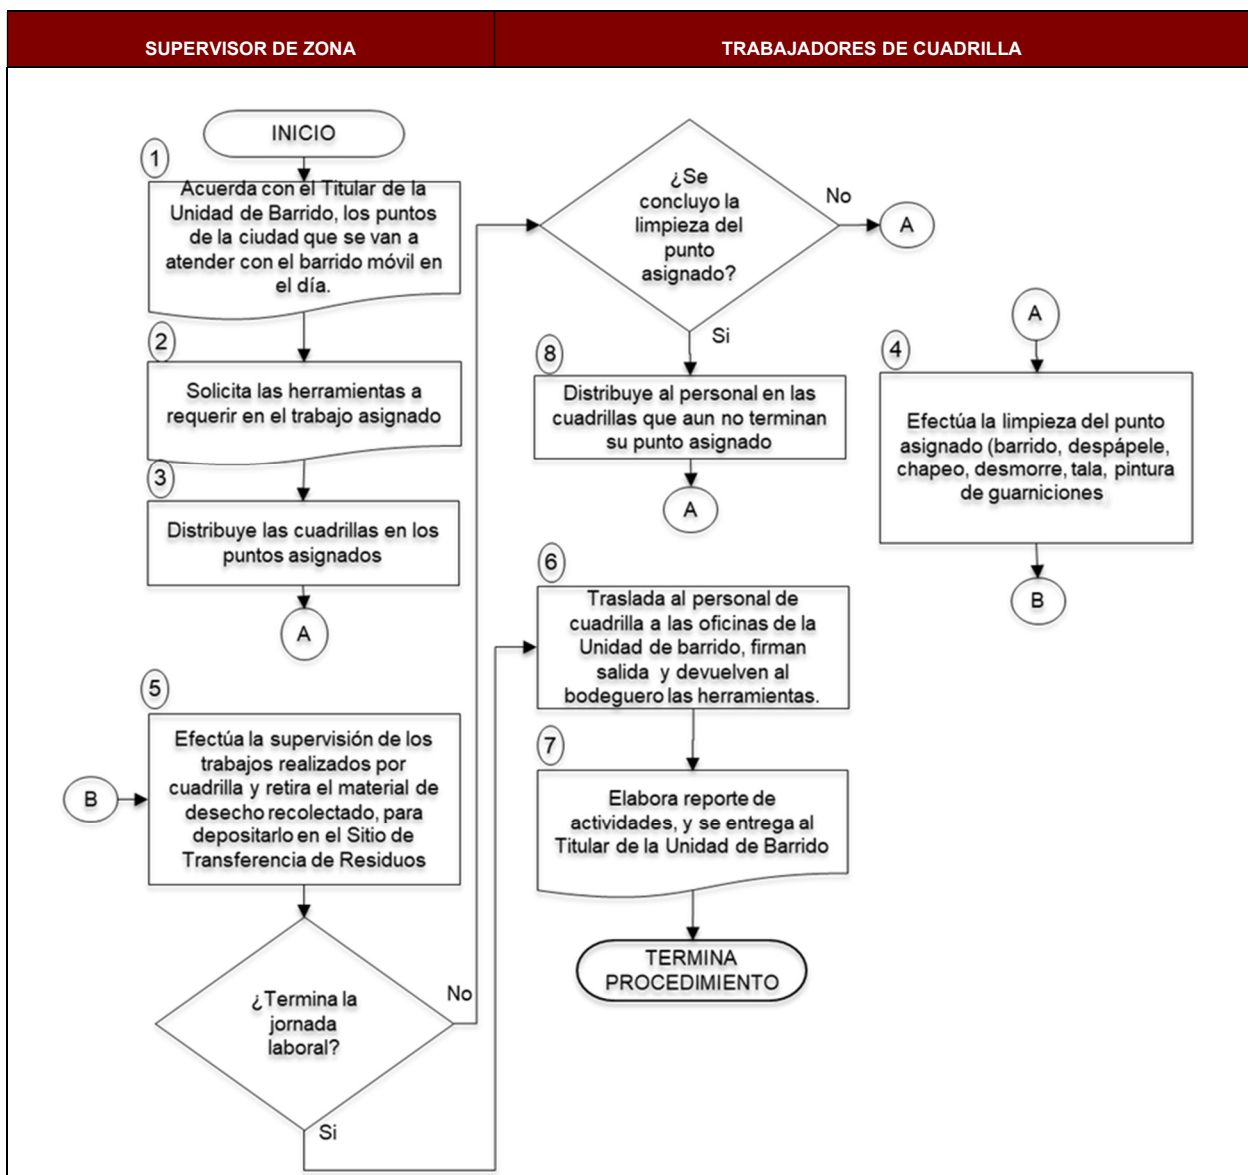 SUPERVISOR DE ZONA
TRABAJADORES DE CUADRILLA
INICIO
1
Acuerda con el Titular de la
Unidad de Barrido, los puntos
de la ciudad que se van a
atender con el barrido móvil en
el día.
2
Solicita las herramientas a
requerir en el trabajo asignado
3
Distribuye las cuadrillas en los
puntos asignados
A
5
Efectúa la supervisión de los
trabajos realizados por
cuadrilla y retira el material de
desecho recolectado, para
depositarlo en el Sitio de
Transferencia de Residuos
B
¿Termina la
jornada
laboral?
No
Si
¿Se
concluyo la
limpieza del
punto
asignado?
No
A
Si
8
Distribuye al personal en las
cuadrillas que aun no terminan
su punto asignado
A
6
Traslada al personal de
cuadrilla a las oficinas de la
Unidad de barrido, firman
salida y devuelven al
bodeguero las herramientas.
7
Elabora reporte de
actividades, y se entrega al
Titular de la Unidad de Barrido
TERMINA
PROCEDIMIENTO
A
4
Efectúa la limpieza del punto
asignado (barrido, despápele,
chapeo, desmorre, tala, pintura
de guarniciones
B